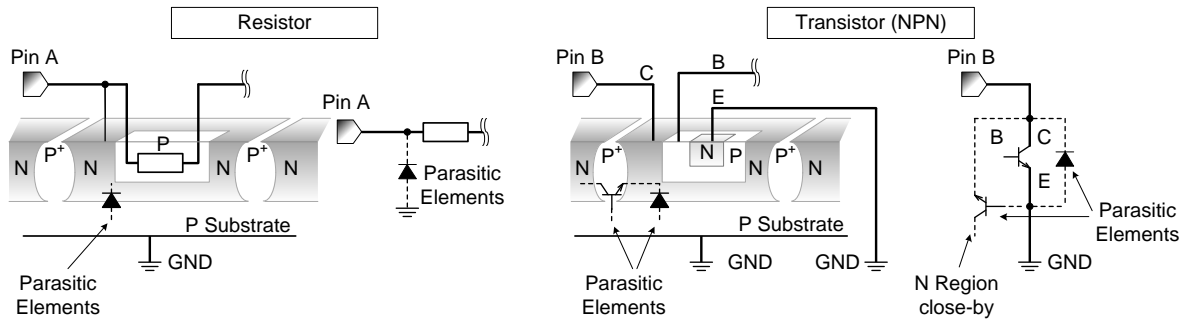 Resistor
Transistor (NPN)
Pin A
Pin A
N
P+
N
P
N
P+
N
Parasitic
Elements
P Substrate
GND
Parasitic
Elements
Pin B
C
B
E
N
P+
N
N
P
N
P+
N
P Substrate
GND
GND
Parasitic
Elements
Pin B
B
C
E
Parasitic
Elements
GND
N Region
close-by